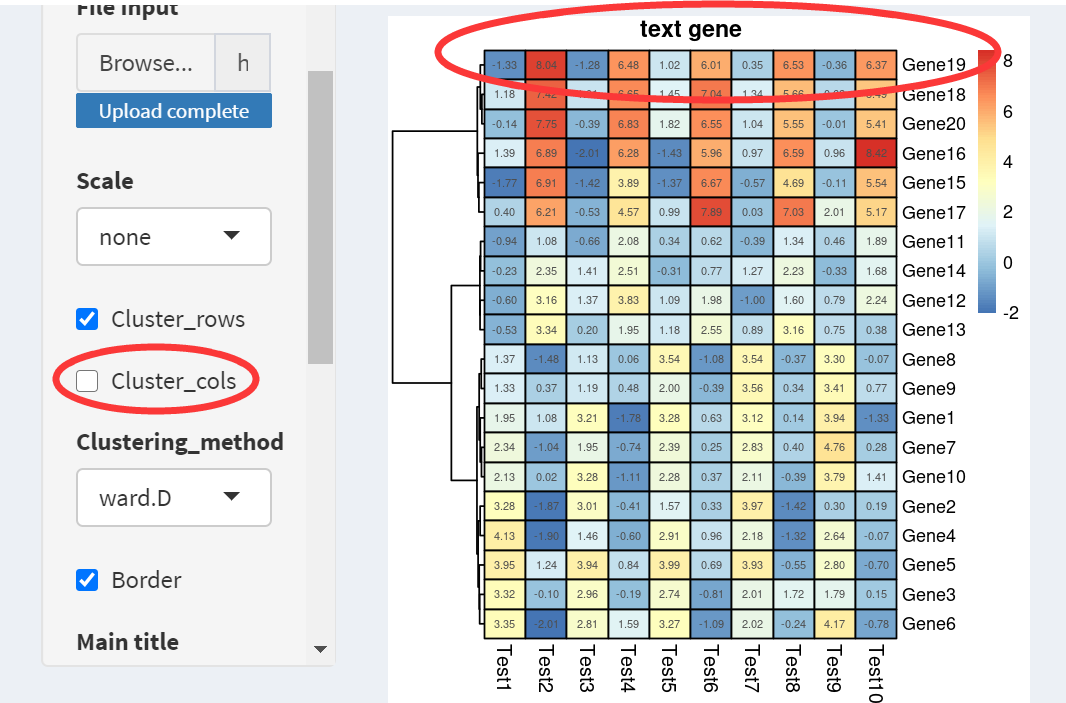 File input
Browse...
h
Upload complete
Scale
none
Cluster_rows
Cluster_cols
Clustering_method
ward.D
Border
Main title
text gene
-1.33 8.04 -1.28 6.48 1.02 6.01 0.35 6.53 -0.36 6.37 Gene19
1.18 1.45 7.04 1.34 Gene18
-0.14 7.75 -0.39 6.83 1.82 6.55 1.04 5.55 -0.01 5.41 Gene20
1.39 6.89 -2.01 6.28 -1.43 5.96 0.97 6.59 0.96 8.42 Gene16
-1.77 6.91 -1.42 3.89 -1.37 6.67 -0.57 4.69 -0.11 5.54 Gene15
0.40 6.21 -0.53 4.57 0.99 7.89 0.03 7.03 2.01 5.17 Gene17
-0.94 1.08 -0.66 2.08 0.34 0.62 -0.39 1.34 0.46 1.89 Gene11
-0.23 2.35 1.41 2.51 -0.31 0.77 1.27 2.23 -0.33 1.68 Gene14
-0.60 3.16 1.37 3.83 1.09 1.98 -1.00 1.60 0.79 2.24 Gene12
-0.53 3.34 0.20 1.95 1.18 2.55 0.89 3.16 0.75 0.38 Gene13
1.37 -1.48 1.13 0.06 3.54 -1.08 3.54 -0.37 3.30 -0.07 Gene8
1.33 0.37 1.19 0.48 2.00 -0.39 3.56 0.34 3.41 0.77 Gene9
1.95 1.08 3.21 -1.78 3.28 0.63 3.12 0.14 3.94 -1.33 Gene1
2.34 -1.04 1.95 -0.74 2.39 0.25 2.83 0.40 4.76 0.28 Gene7
2.13 0.02 3.28 -1.11 2.28 0.37 2.11 -0.39 3.79 1.41 Gene10
3.28 -1.87 3.01 -0.41 1.57 0.33 3.97 -1.42 0.30 0.19 Gene2
4.13 -1.90 1.46 -0.60 2.91 0.96 2.18 -1.32 2.64 -0.07 Gene4
3.95 1.24 3.94 0.84 3.99 0.69 3.93 -0.55 2.80 -0.70 Gene5
3.32 -0.10 2.96 -0.19 2.74 -0.81 2.01 1.72 1.79 0.15 Gene3
3.35 -2.01 2.81 1.59 3.27 -1.09 2.02 -0.24 4.17 -0.78 Gene6
Test1 Test2 Test3 Test4 Test5 Test6 Test7 Test8 Test9 Test10
8
6
4
2
0
-2